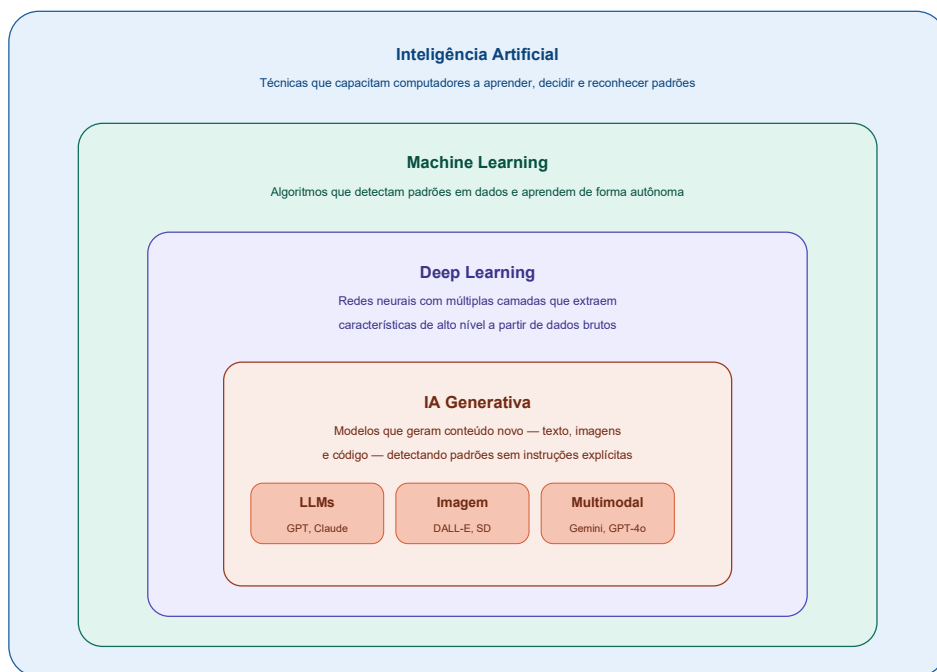 Inteligência Artificial
Técnicas que capacitam computadores a aprender, decidir e reconhecer padrões
Machine Learning
Algoritmos que detectam padrões em dados e aprendem de forma autônoma
Deep Learning
Redes neurais com múltiplas camadas que extraem
características de alto nível a partir de dados brutos
IA Generativa
Modelos que geram conteúdo novo — texto, imagens
e código — detectando padrões sem instruções explícitas
LLMs
GPT, Claude
Imagem
DALL-E, SD
Multimodal
Gemini, GPT-4o